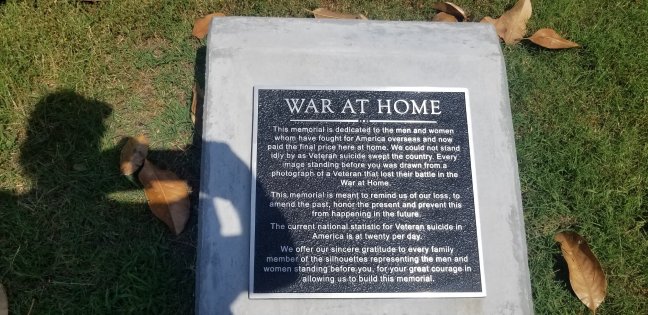 WAR AT HOME
This memorial is dedicated to the men and women
whom have fought for America overseas and now
paid the final price here at home. We could not stand
idly by as Veteran suicide swept the country. Every
image standing before you was drawn from a
photograph of a Veteran that lost their battle in the
War at Home.
This memorial is meant to remind us of our loss, to
amend the past, honor the present and prevent this
from happening in the future.
The current national statistic for Veteran suicide in
America is at twenty per day.
We offer our sincere gratitude to every family
member of the silhouettes representing the men and
women standing before you, for your great courage in
allowing us to build this memorial.